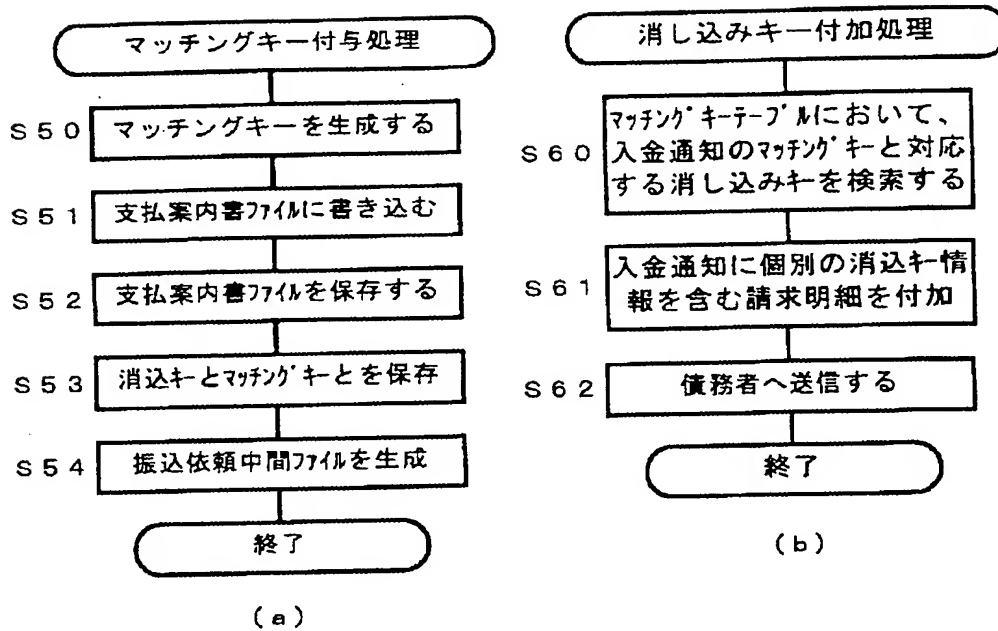 マッチングキー付与処理
S50 マッチングキーを生成する
S51 支払案内書ファイルに書き込む
S52 支払案内書ファイルを保存する
S53 消込キーとマッチングキーとを保存
S54 振込依頼中間ファイルを生成
終了
(a)
消し込みキー付加処理
S60 マッチングキーテーブルにおいて、
入金通知のマッチングキーと対応
する消し込みキーを検索する
S61 入金通知に個別の消込キー情
報を含む請求明細を付加
S62 債務者へ送信する
終了
(b)